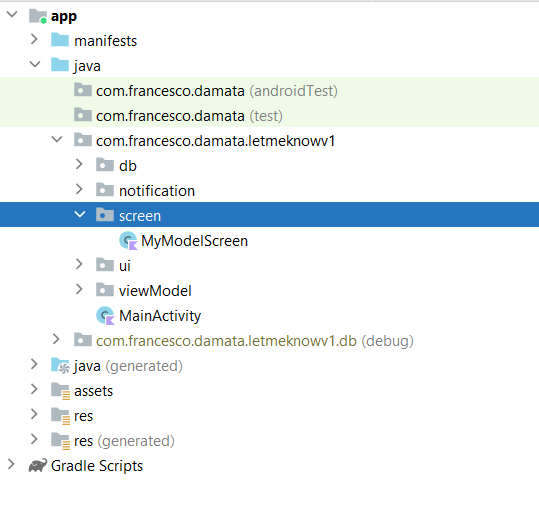 app
manifests
java
com.francesco.damata (androidTest)
com.francesco.damata (test)
com.francesco.damata.letmeknowv1
db
notification
screen
MyModelScreen
ui
viewModel
MainActivity
com.francesco.damata.letmeknowv1.db (debug)
java (generated)
assets
res
res (generated)
Gradle Scripts